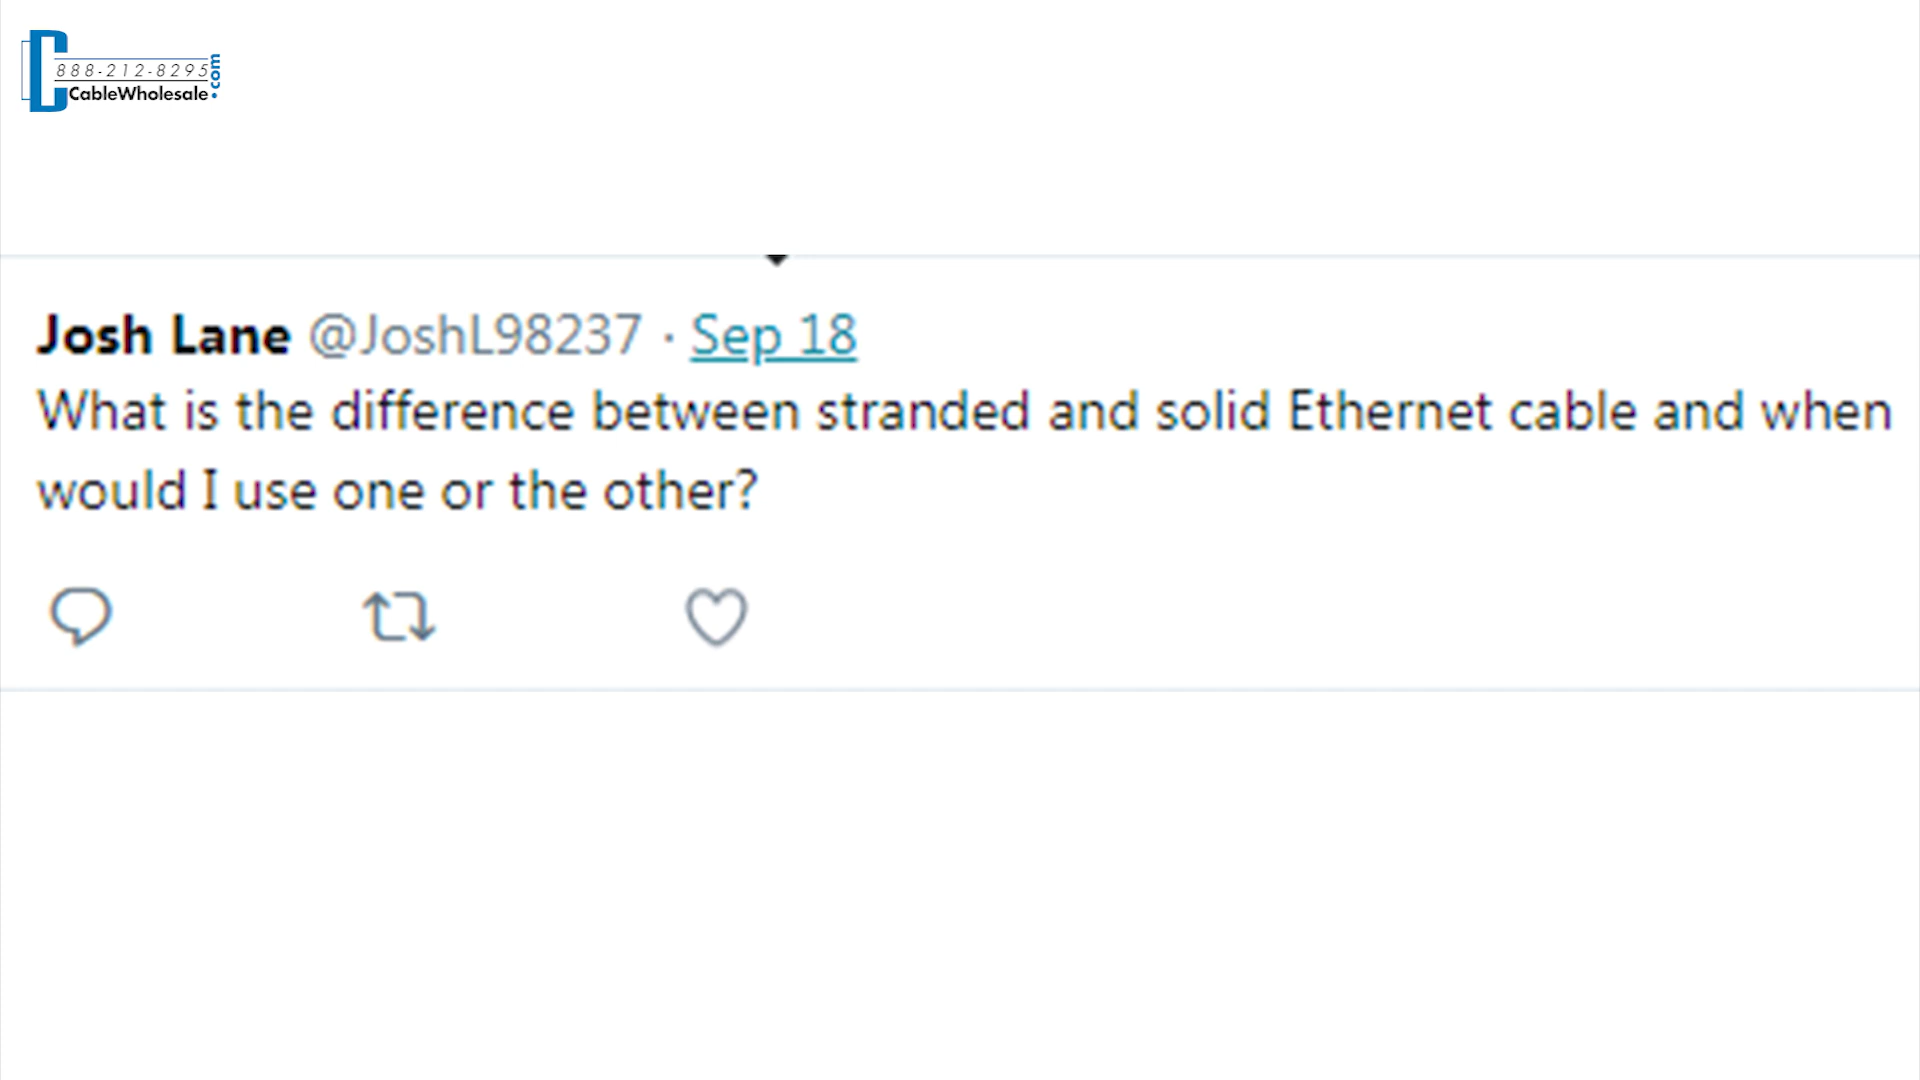 888-212-8295
CableWholesale.com
Josh Lane @JoshL98237 · Sep 18
What is the difference between stranded and solid Ethernet cable and when
would I use one or the other?